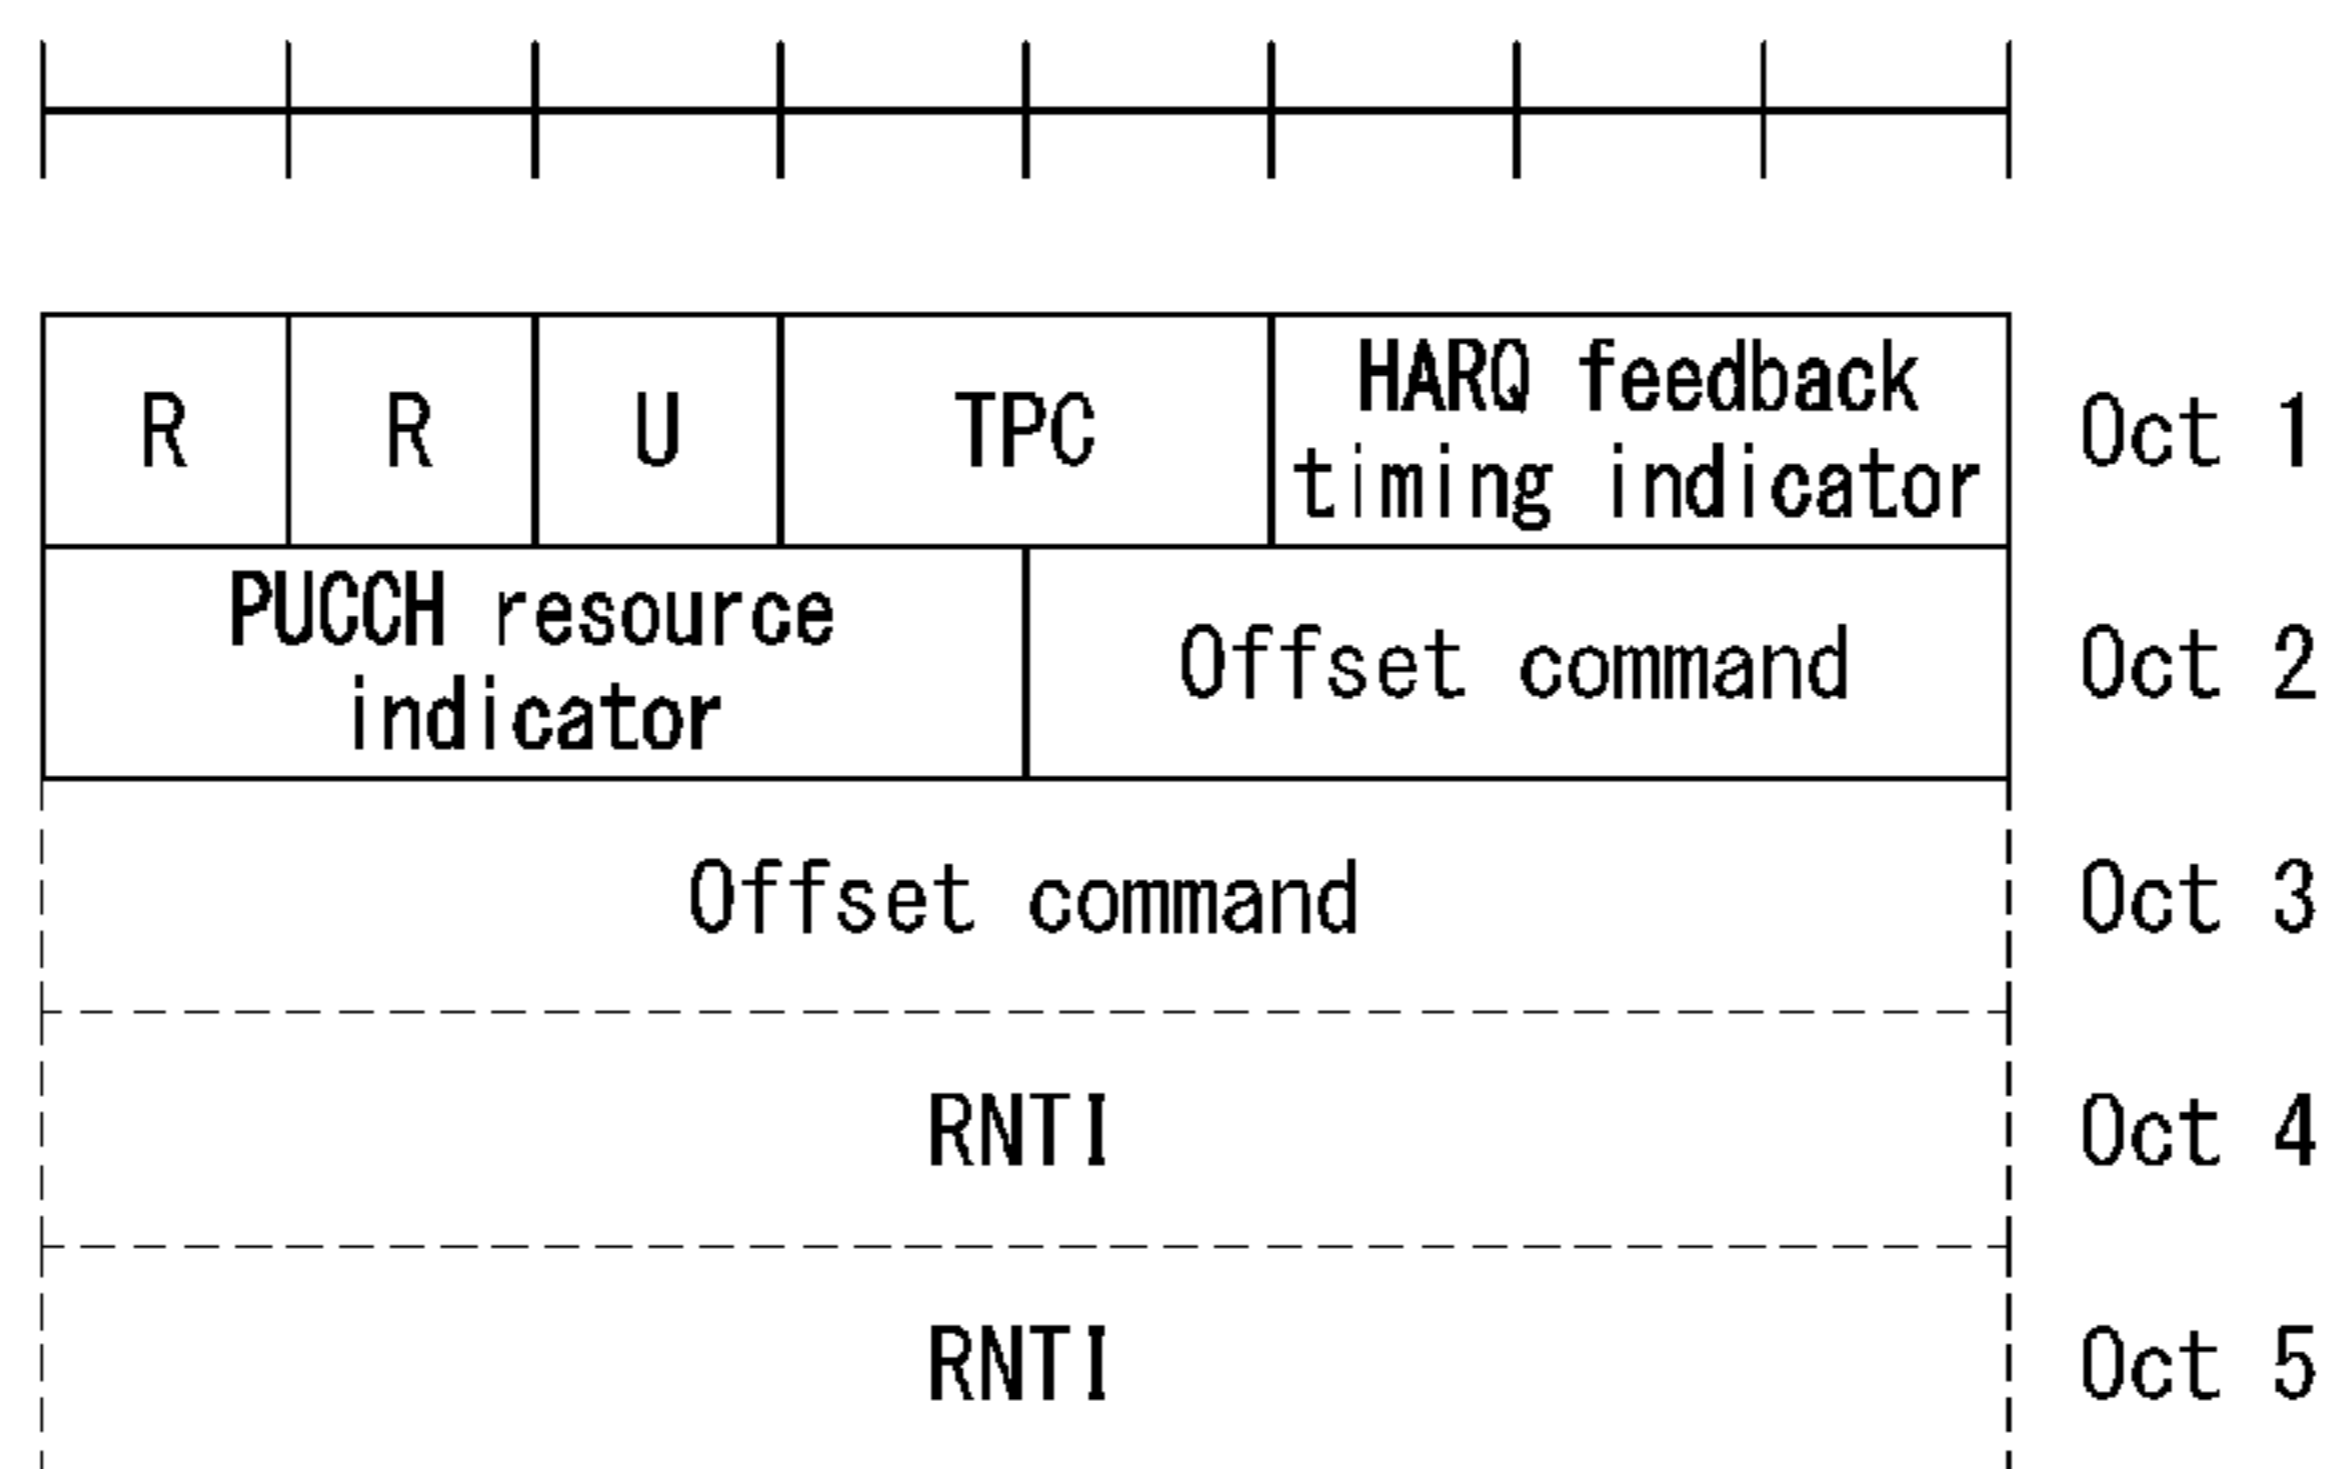 R R U TPC HARQ feedback timing indicator Oct 1
PUCCH resource indicator Offset command Oct 2
Offset command Oct 3
RNTI Oct 4
RNTI Oct 5